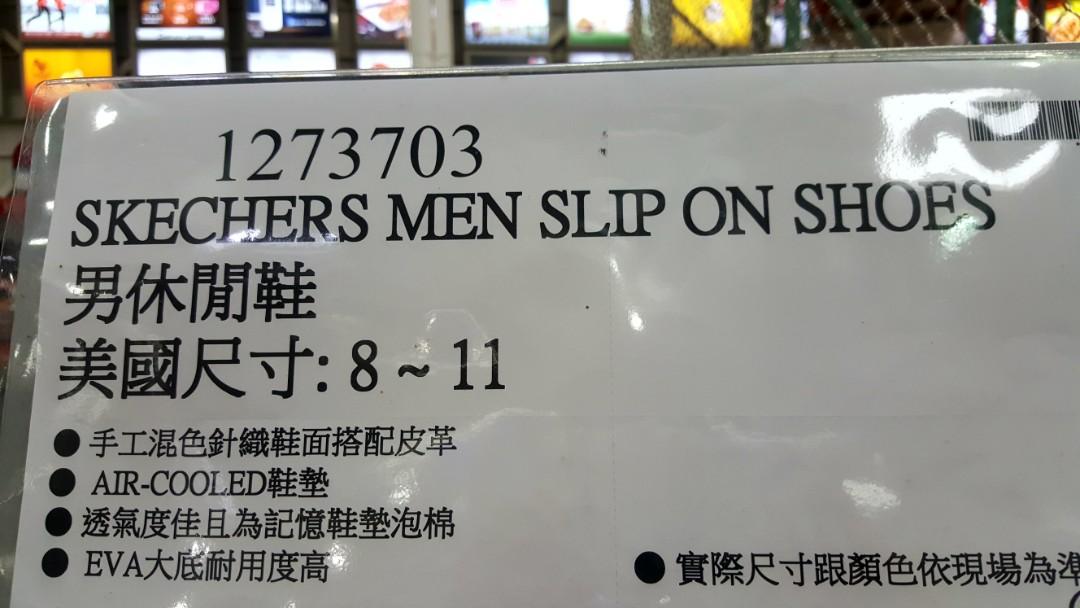 1273703
SKECHERS MEN SLIP ON SHOES
男休閒鞋
美國尺寸: 8 ~ 11
● 手工混色針織鞋面搭配皮革
● AIR-COOLED鞋墊
● 透氣度佳且為記憶鞋墊泡棉
● EVA大底耐用度高
● 實際尺寸跟顏色依現場為準